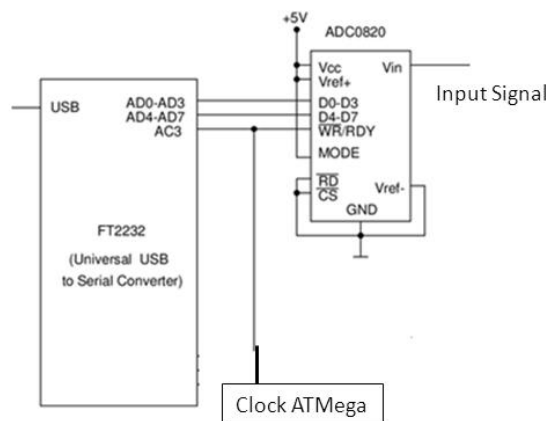 +5V
ADC0820
Vcc
Vref+
Vin
Input Signal
USB
AD0-AD3
D0-D3
AD4-AD7
D4-D7
AC3
WR/RDY
MODE
RD
CS
Vref-
GND
FT2232
(Universal USB
to Serial Converter)
Clock ATMega